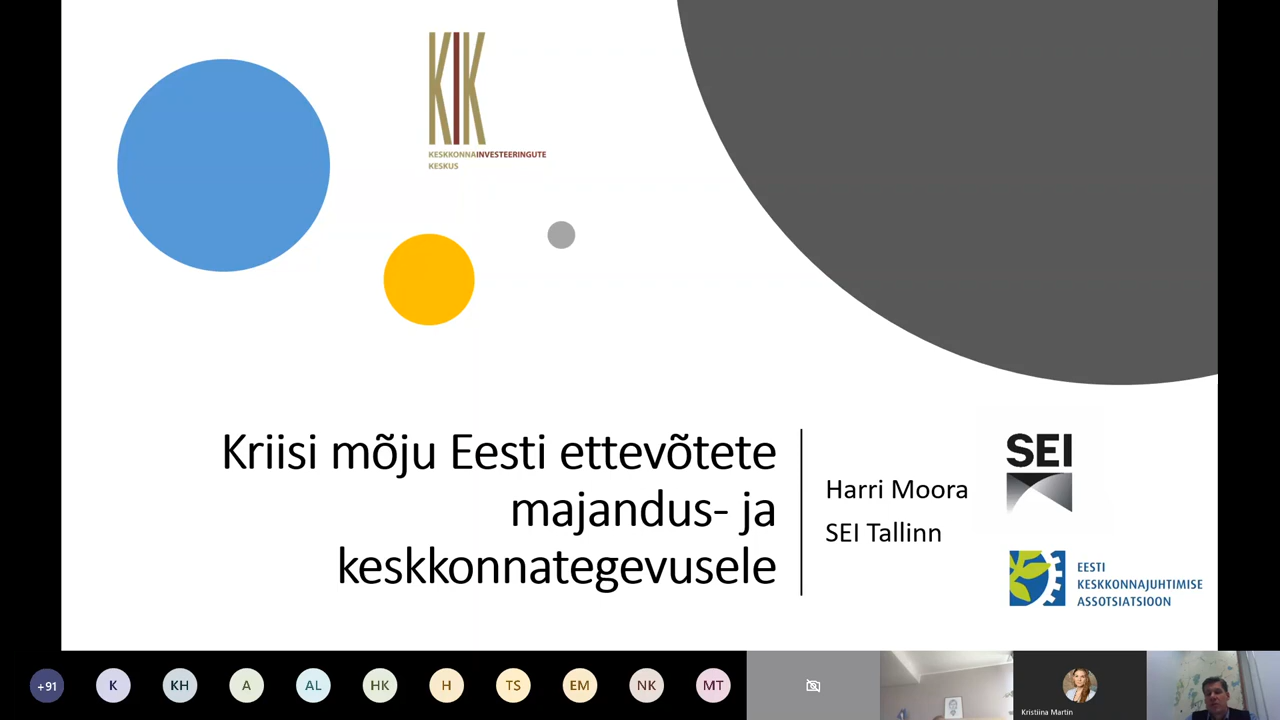 KIK
KESKKONNAINVESTEERINGUTE
KESKUS
Kriisi mõju Eesti ettevõtete
majandus- ja
keskkonnategevusele
Harri Moora
SEI Tallinn
SEI
EESTI
KESKKONNAJUHTIMISE
ASSOTSIATSIOON
+91
K
KH
A
AL
HK
H
TS
EM
NK
MT
Kristiina Martin